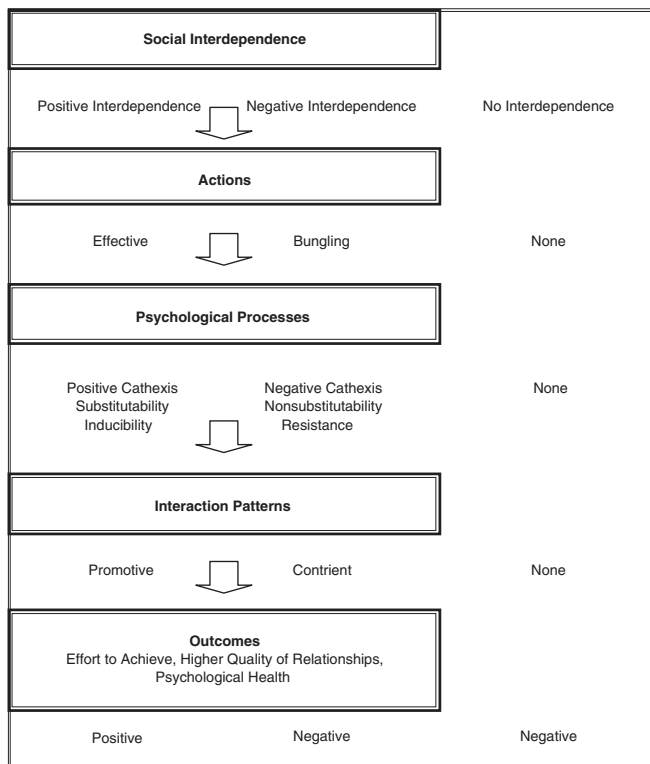 Social Interdependence
Positive Interdependence Negative Interdependence No Interdependence
Actions
Effective Bungling None
Psychological Processes
Positive Cathexis Negative Cathexis None
Substitutability Nonsubstitutability
Inducibility Resistance
Interaction Patterns
Promotive Contrient None
Outcomes
Effort to Achieve, Higher Quality of Relationships,
Psychological Health
Positive Negative Negative